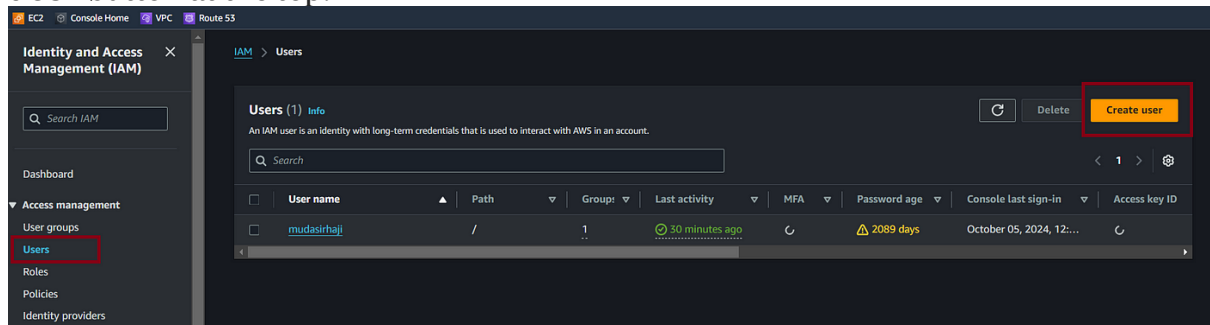 EC2 Console Home VPC Route 53
Identity and Access
Management (IAM)
Search IAM
Dashboard
Access management
User groups
Users
Roles
Policies
Identity providers
IAM > Users
Users (1) Info
Delete
Create user
An IAM user is an identity with long-term credentials that is used to interact with AWS in an account.
Search
1
User name Path Group: Last activity MFA Password age Console last sign-in Access key ID
mudasirhaji / 1 30 minutes ago 2089 days October 05, 2024, 12:...